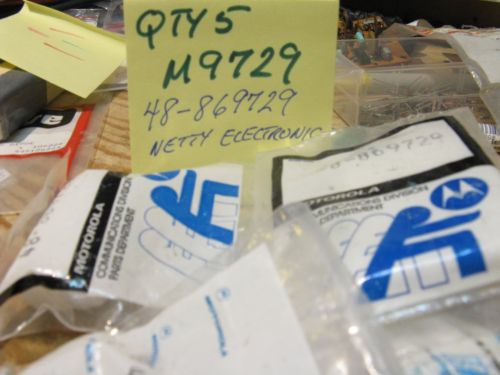 QTY 5
M9729
48-869729
NETTY ELECTRONIC
8-869729
MOTOROLA
COMMUNICATIONS DIVISION
PARTS DEPARTMENT
MOTOROLA
COMMUNICATIONS DIVISION
PARTS DEPARTMENT
MOTOROLA